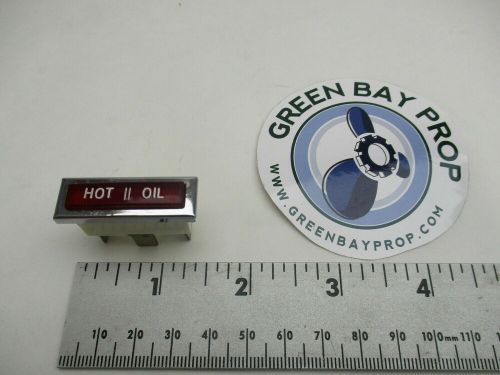 GREEN BAY PROP
WWW.GREENBAYPROP.COM
HOT II OIL
1 2 3 4
10 20 30 40 50 60 70 80 90 100mm 110